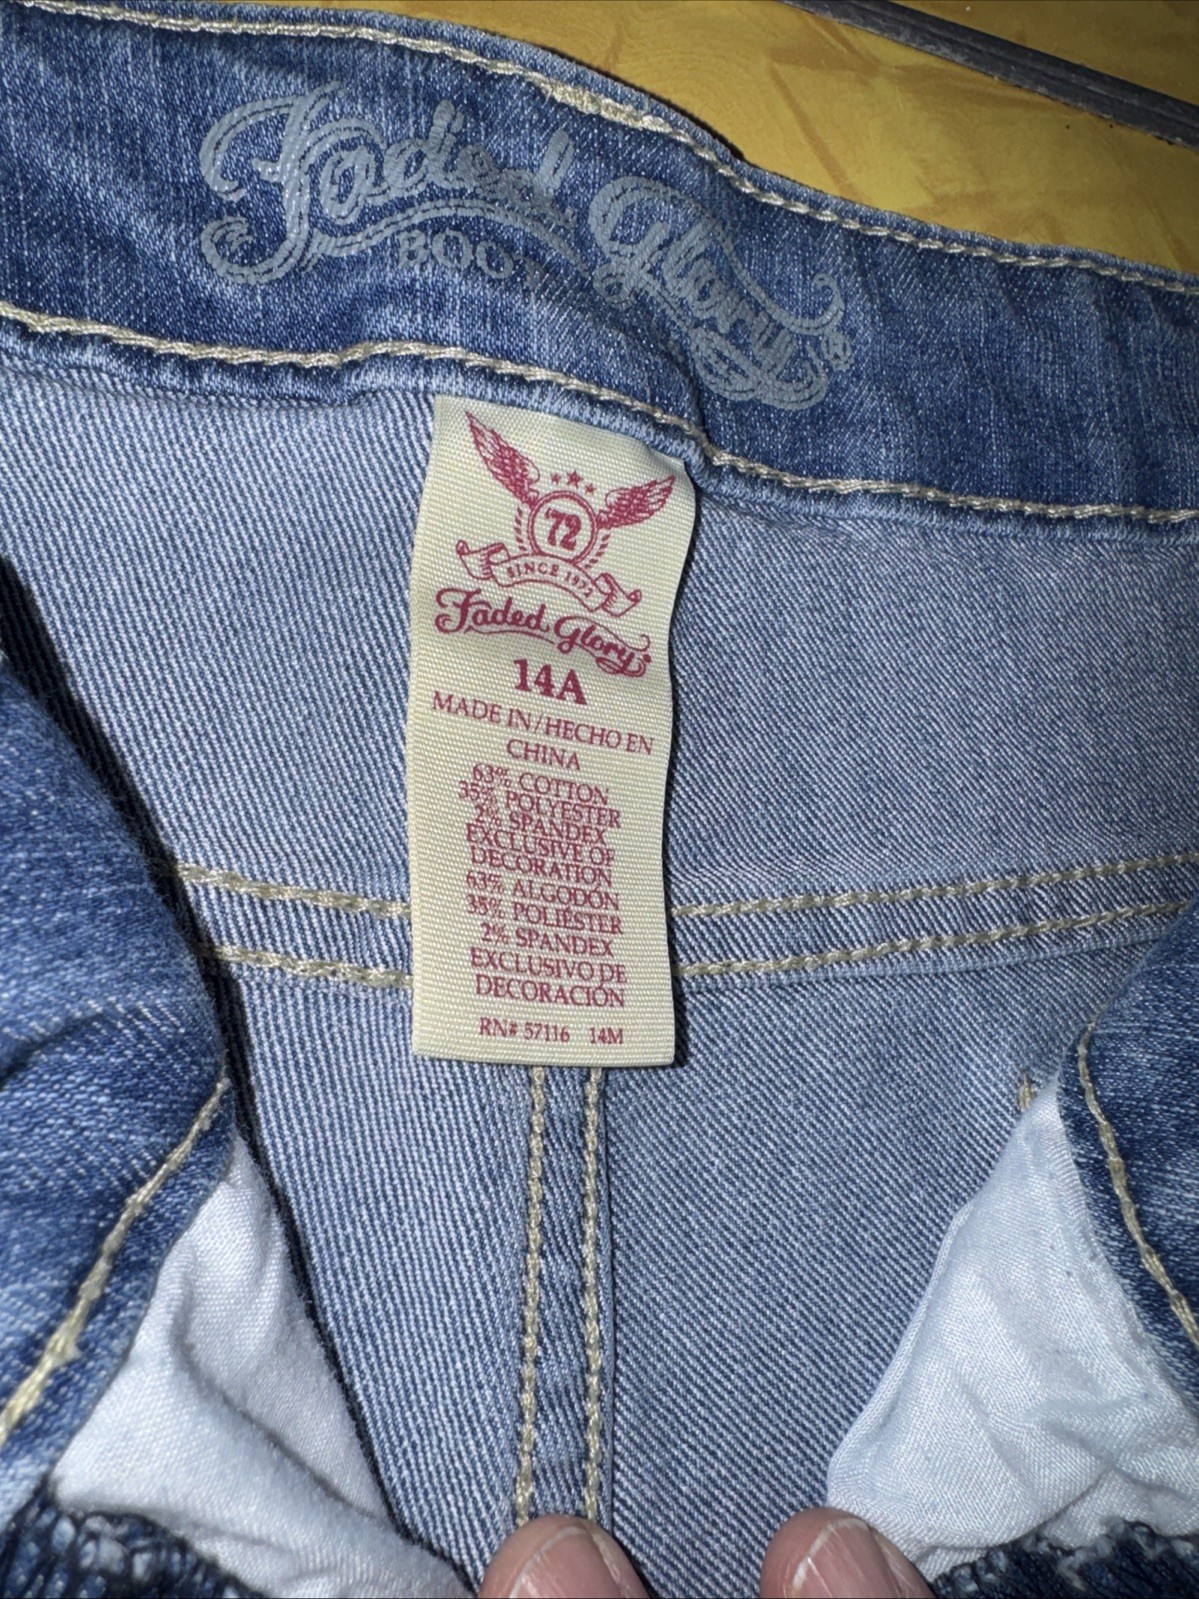 Faded Glory
'72
SINCE 1972
Faded Glory
14A
MADE IN/HECHO EN
CHINA
63% COTTON
35% POLYESTER
2% SPANDEX
EXCLUSIVE OF
DECORATION
63% ALGODÓN
35% POLIÉSTER
2% SPANDEX
EXCLUSIVO DE
DECORACIÓN
RN# 57116 14M